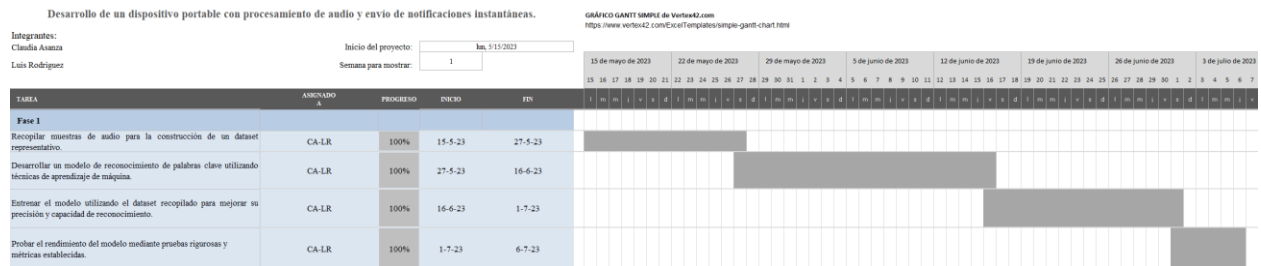 Desarrollo de un dispositivo portable con procesamiento de audio y envío de notificaciones instantáneas.
GRÁFICO GANTT SIMPLE de Vertex42.com
https://www.vertex42.com/ExcelTemplates/simple-gantt-chart.html
Integrantes:
Claudia Asanza
Inicio del proyecto: lun, 5/15/2023
Luis Rodriguez
Semana para mostrar: 1
15 de mayo de 2023 22 de mayo de 2023 29 de mayo de 2023 5 de junio de 2023 12 de junio de 2023 19 de junio de 2023 26 de junio de 2023 3 de julio de 2023
15 16 17 18 19 20 21 22 23 24 25 26 27 28 29 30 31 1 2 3 4 5 6 7 8 9 10 11 12 13 14 15 16 17 18 19 20 21 22 23 24 25 26 27 28 29 30 1 2 3 4 5 6 7
TAREA ASIGNADO A PROGRESO INICIO FIN l m m j v s d l m m j v s d l m m j v s d l m m j v s d l m m j v s d l m m j v s d l m m j v s d l m m j v
Fase 1
Recopilar muestras de audio para la construcción de un dataset
representativo.
CA-LR 100% 15-5-23 27-5-23
Desarrollar un modelo de reconocimiento de palabras clave utilizando
técnicas de aprendizaje de máquina.
CA-LR 100% 27-5-23 16-6-23
Entrenar el modelo utilizando el dataset recopilado para mejorar su
precisión y capacidad de reconocimiento.
CA-LR 100% 16-6-23 1-7-23
Probar el rendimiento del modelo mediante pruebas rigurosas y
métricas establecidas.
CA-LR 100% 1-7-23 6-7-23